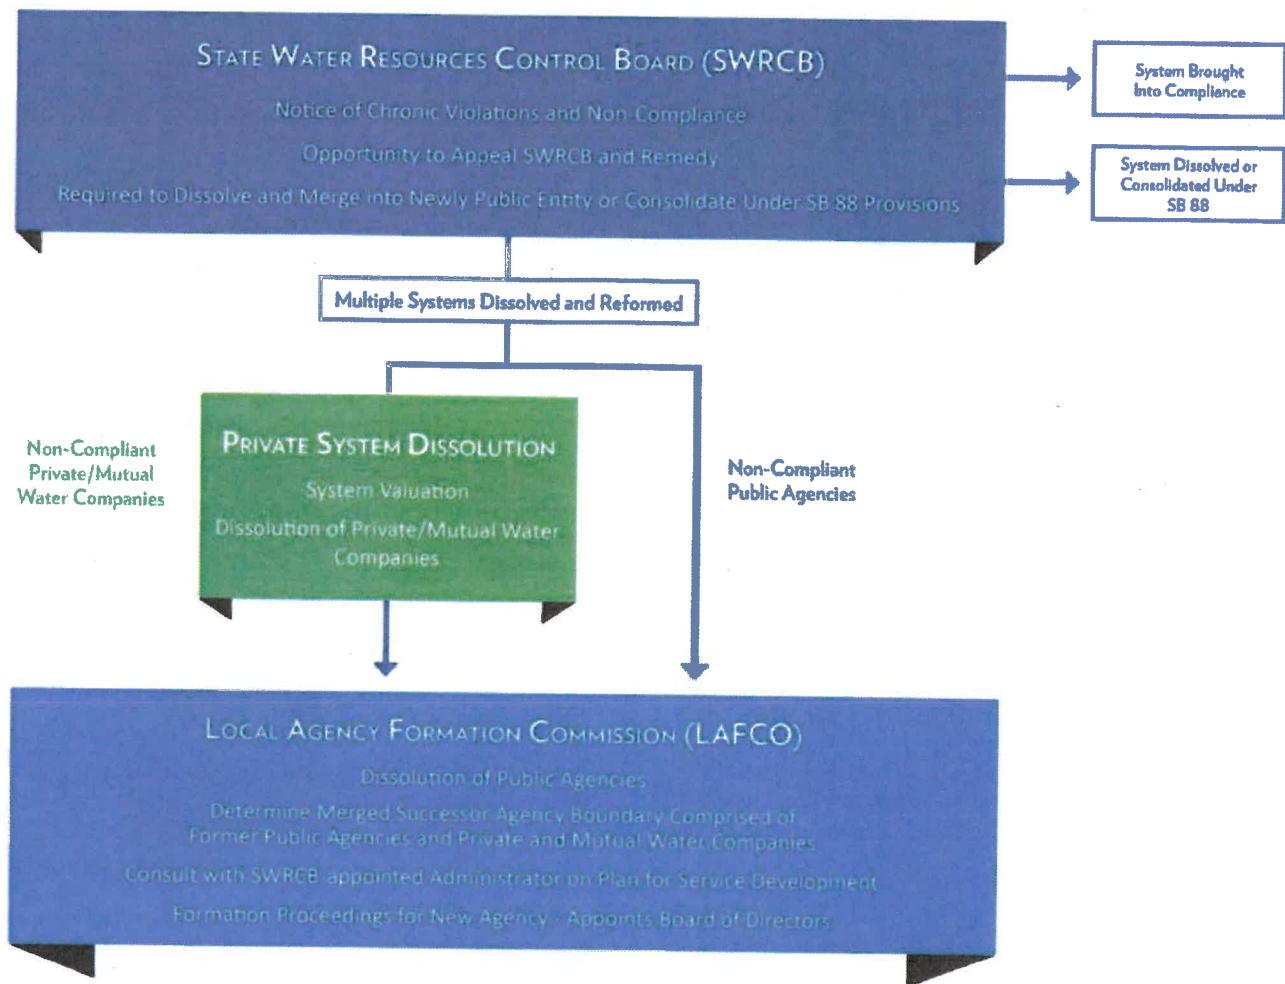 STATE WATER RESOURCES CONTROL BOARD (SWRCB)
Notice of Chronic Violations and Non-Compliance
Opportunity to Appeal SWRCB and Remedy
Required to Dissolve and Merge into Newly Public Entity or Consolidate Under SB 88 Provisions
System Brought
Into Compliance
System Dissolved or
Consolidated Under
SB 88
Multiple Systems Dissolved and Reformed
Non-Compliant
Private/Mutual
Water Companies
PRIVATE SYSTEM DISSOLUTION
System Valuation
Dissolution of Private/Mutual Water
Companies
Non-Compliant
Public Agencies
LOCAL AGENCY FORMATION COMMISSION (LAFCO)
Dissolution of Public Agencies
Determine Merged Successor Agency Boundary Comprised of
Former Public Agencies and Private and Mutual Water Companies
Consult with SWRCB appointed Administrator on Plan for Service Development
Formation Proceedings for New Agency - Appoints Board of Directors